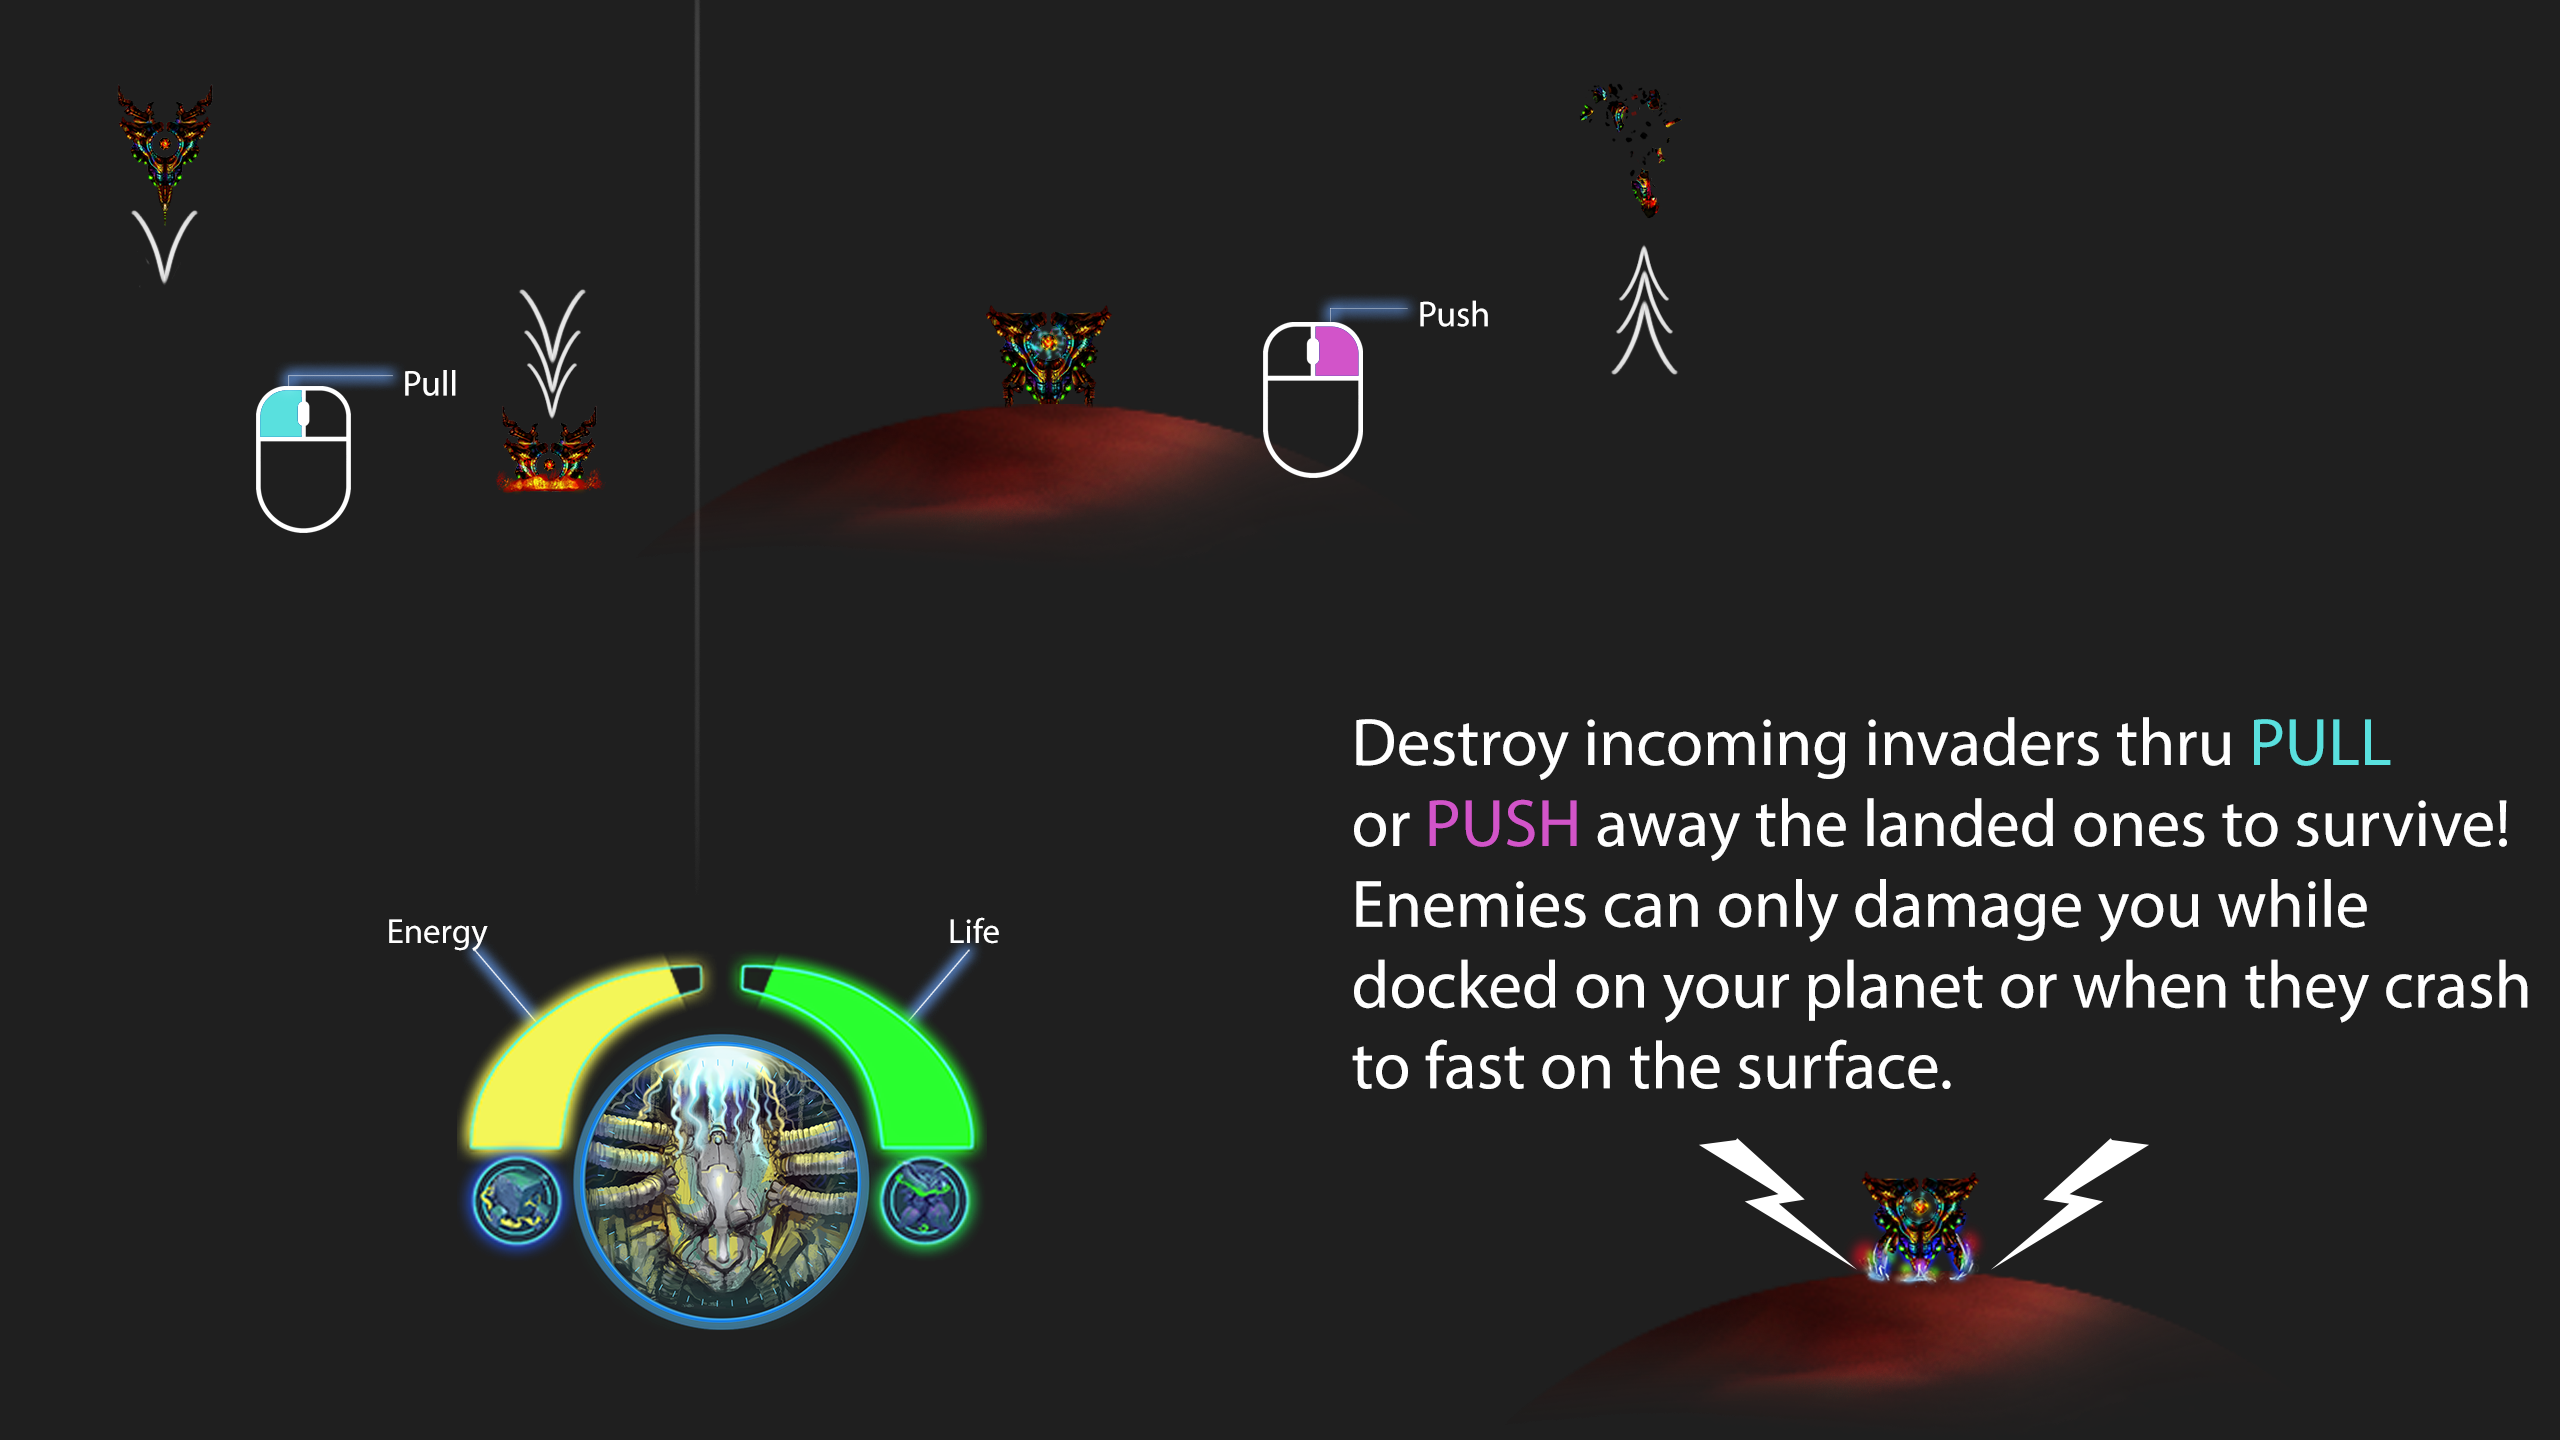 Push
Pull
Destroy incoming invaders thru PULL
or PUSH away the landed ones to survive!
Enemies can only damage you while
docked on your planet or when they crash
to fast on the surface.
Energy
Life